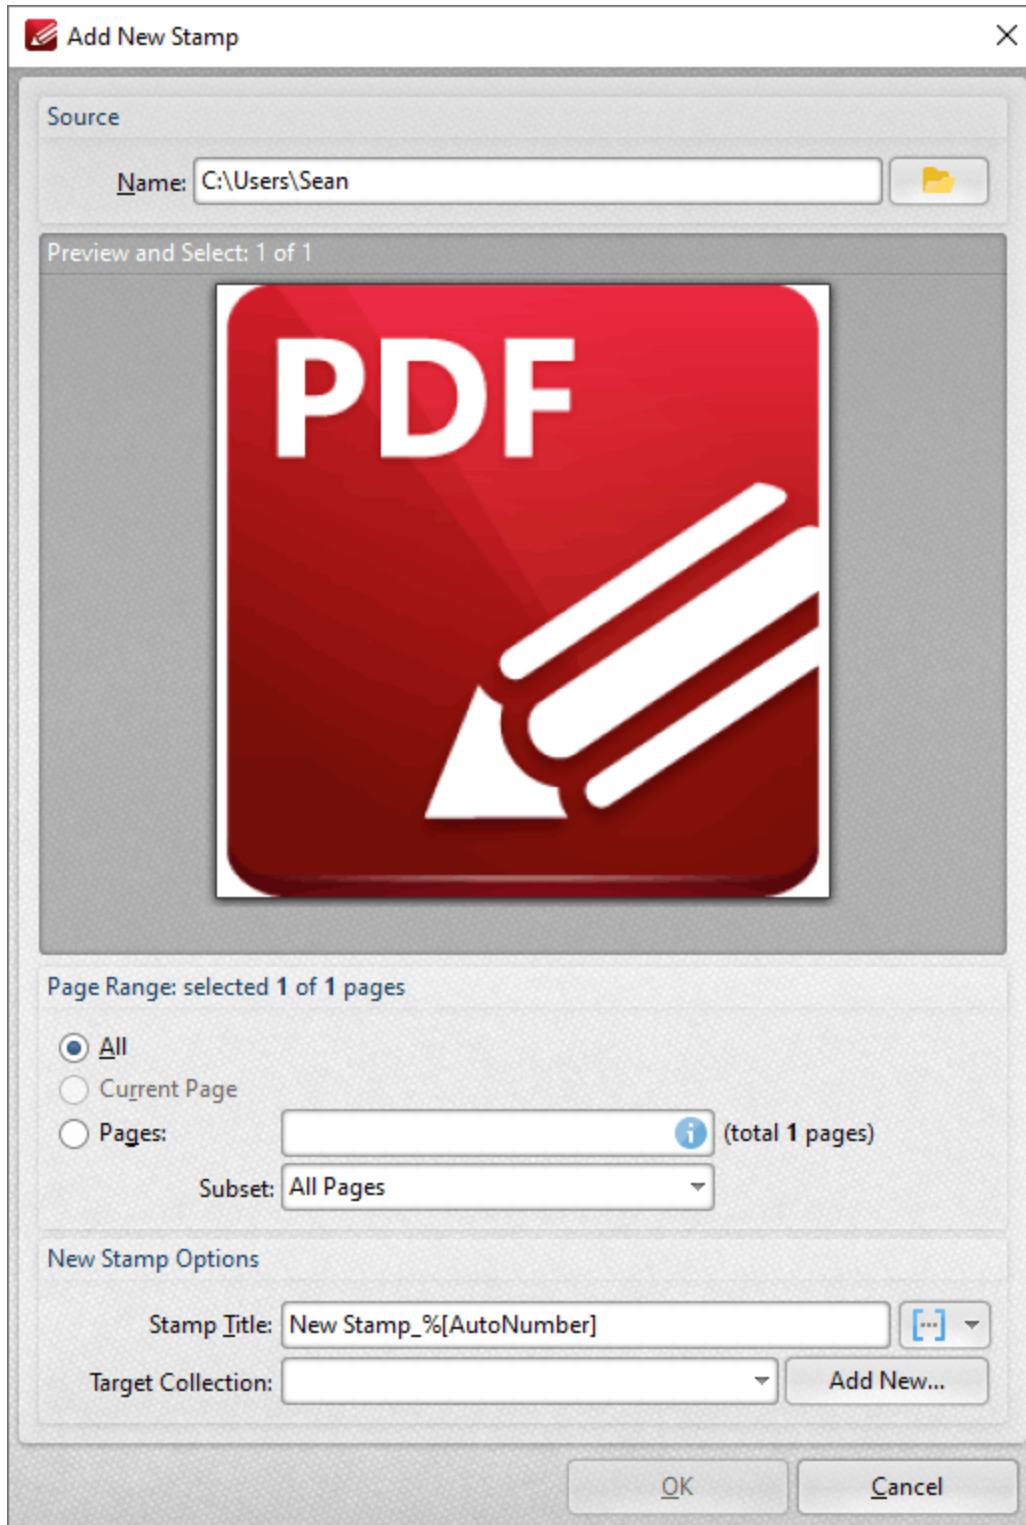 Add New Stamp
Source
Name: C:\Users\Sean
Preview and Select: 1 of 1
PDF
Page Range: selected 1 of 1 pages
All
Current Page
Pages: (total 1 pages)
Subset: All Pages
New Stamp Options
Stamp Title: New Stamp_%[AutoNumber]
Target Collection: Add New...
OK Cancel